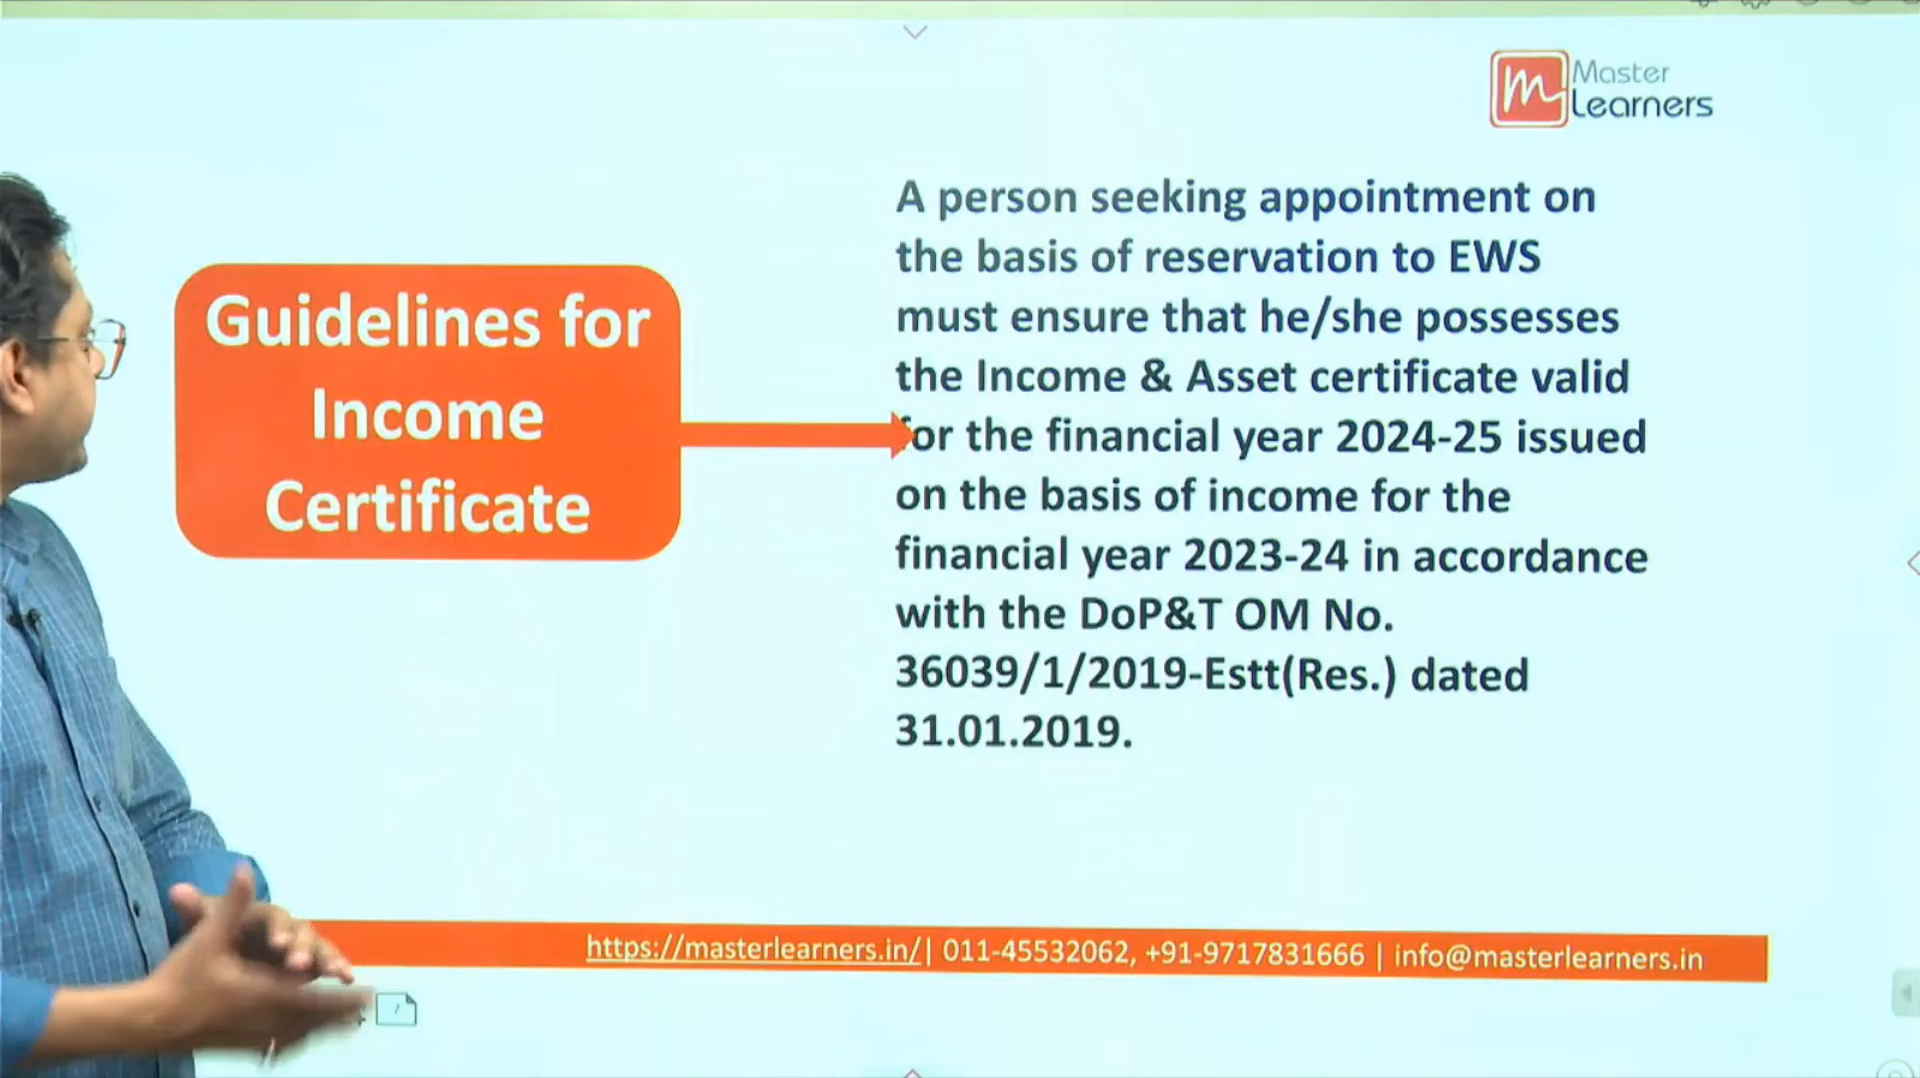 Master
Learners
Guidelines for
Income
Certificate
A person seeking appointment on
the basis of reservation to EWS
must ensure that he/she possesses
the Income & Asset certificate valid
for the financial year 2024-25 issued
on the basis of income for the
financial year 2023-24 in accordance
with the DoP&T OM No.
36039/1/2019-Estt(Res.) dated
31.01.2019.
https://masterlearners.in/| 011-45532062, +91-9717831666 | info@masterlearners.in